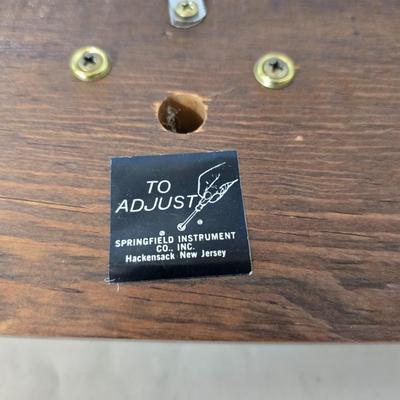 TO
ADJUST
SPRINGFIELD INSTRUMENT
CO., INC.
Hackensack New Jersey